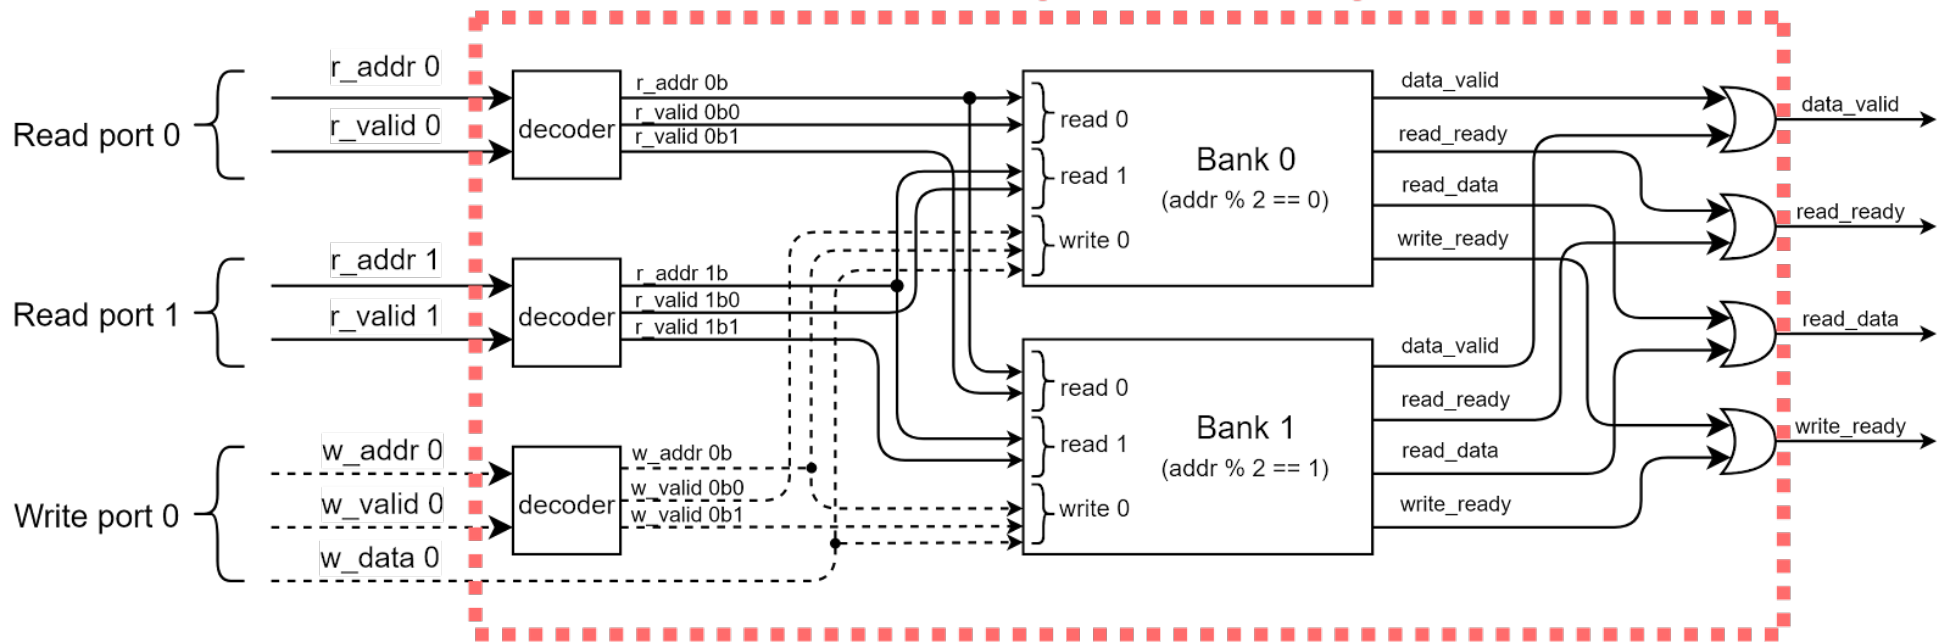 Read port 0
r_addr 0
r_valid 0
decoder
r_addr 0b
r_valid 0b0
r_valid 0b1
Read port 1
r_addr 1
r_valid 1
decoder
r_addr 1b
r_valid 1b0
r_valid 1b1
Write port 0
w_addr 0
w_valid 0
w_data 0
decoder
w_addr 0b
w_valid 0b0
w_valid 0b1
read 0
read 1
write 0
Bank 0
(addr % 2 == 0)
data_valid
read_ready
read_data
write_ready
read 0
read 1
write 0
Bank 1
(addr % 2 == 1)
data_valid
read_ready
read_data
write_ready
data_valid
read_ready
read_data
write_ready